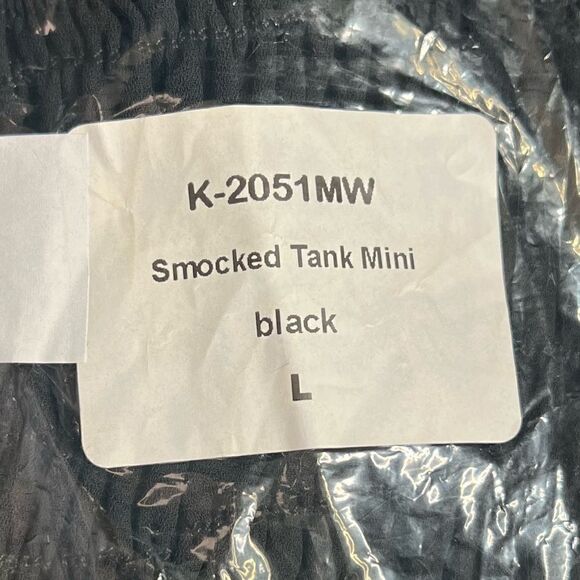 K-2051MW
Smocked Tank Mini
black
L